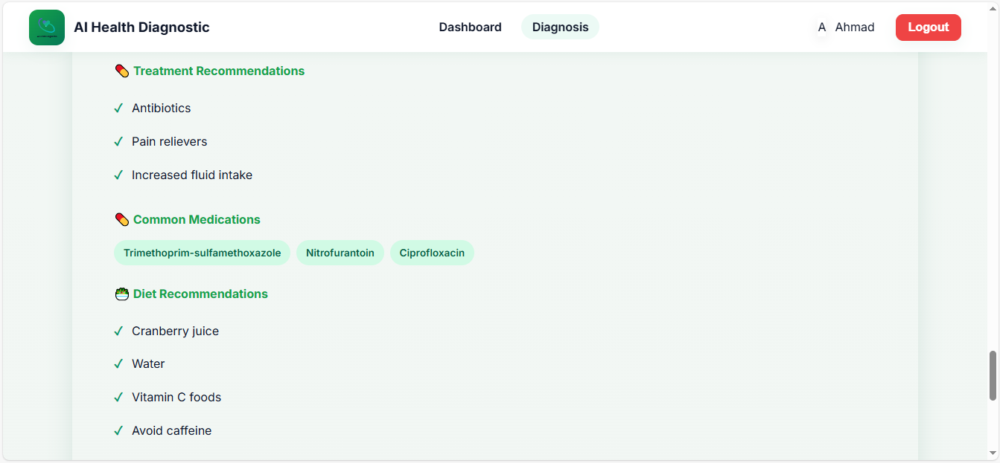 AI Health Diagnostic
Dashboard
Diagnosis
A Ahmad
Logout
Treatment Recommendations
✓ Antibiotics
✓ Pain relievers
✓ Increased fluid intake
Common Medications
Trimethoprim-sulfamethoxazole Nitrofurantoin Ciprofloxacin
Diet Recommendations
✓ Cranberry juice
✓ Water
✓ Vitamin C foods
✓ Avoid caffeine